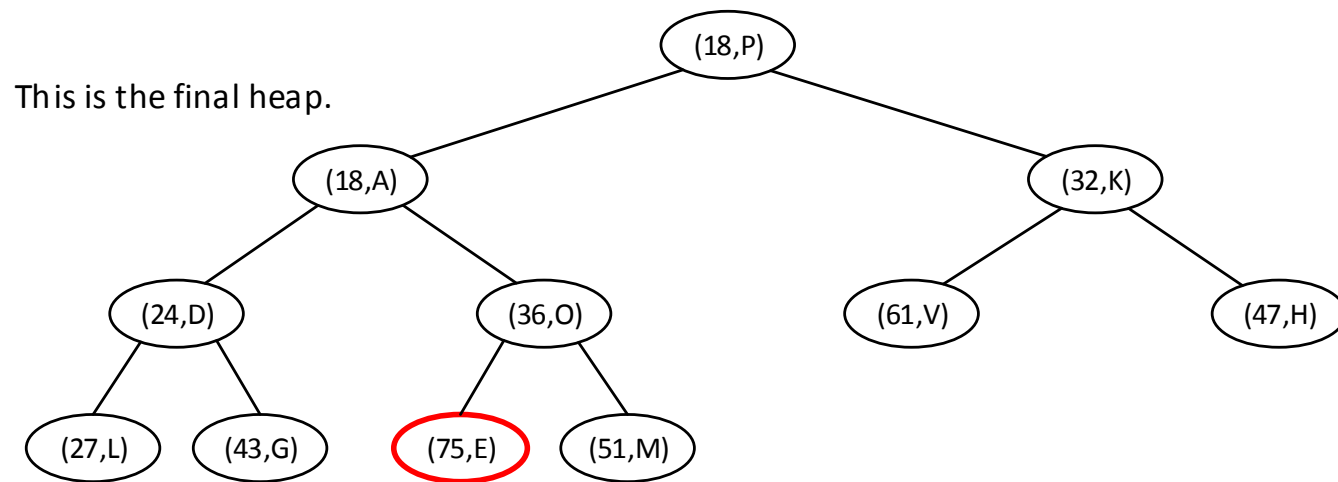 (18,P)
This is the final heap.
(18,A)
(32,K)
(24,D)
(36,O)
(61,V)
(47,H)
(27,L)
(43,G)
(75,E)
(51,M)